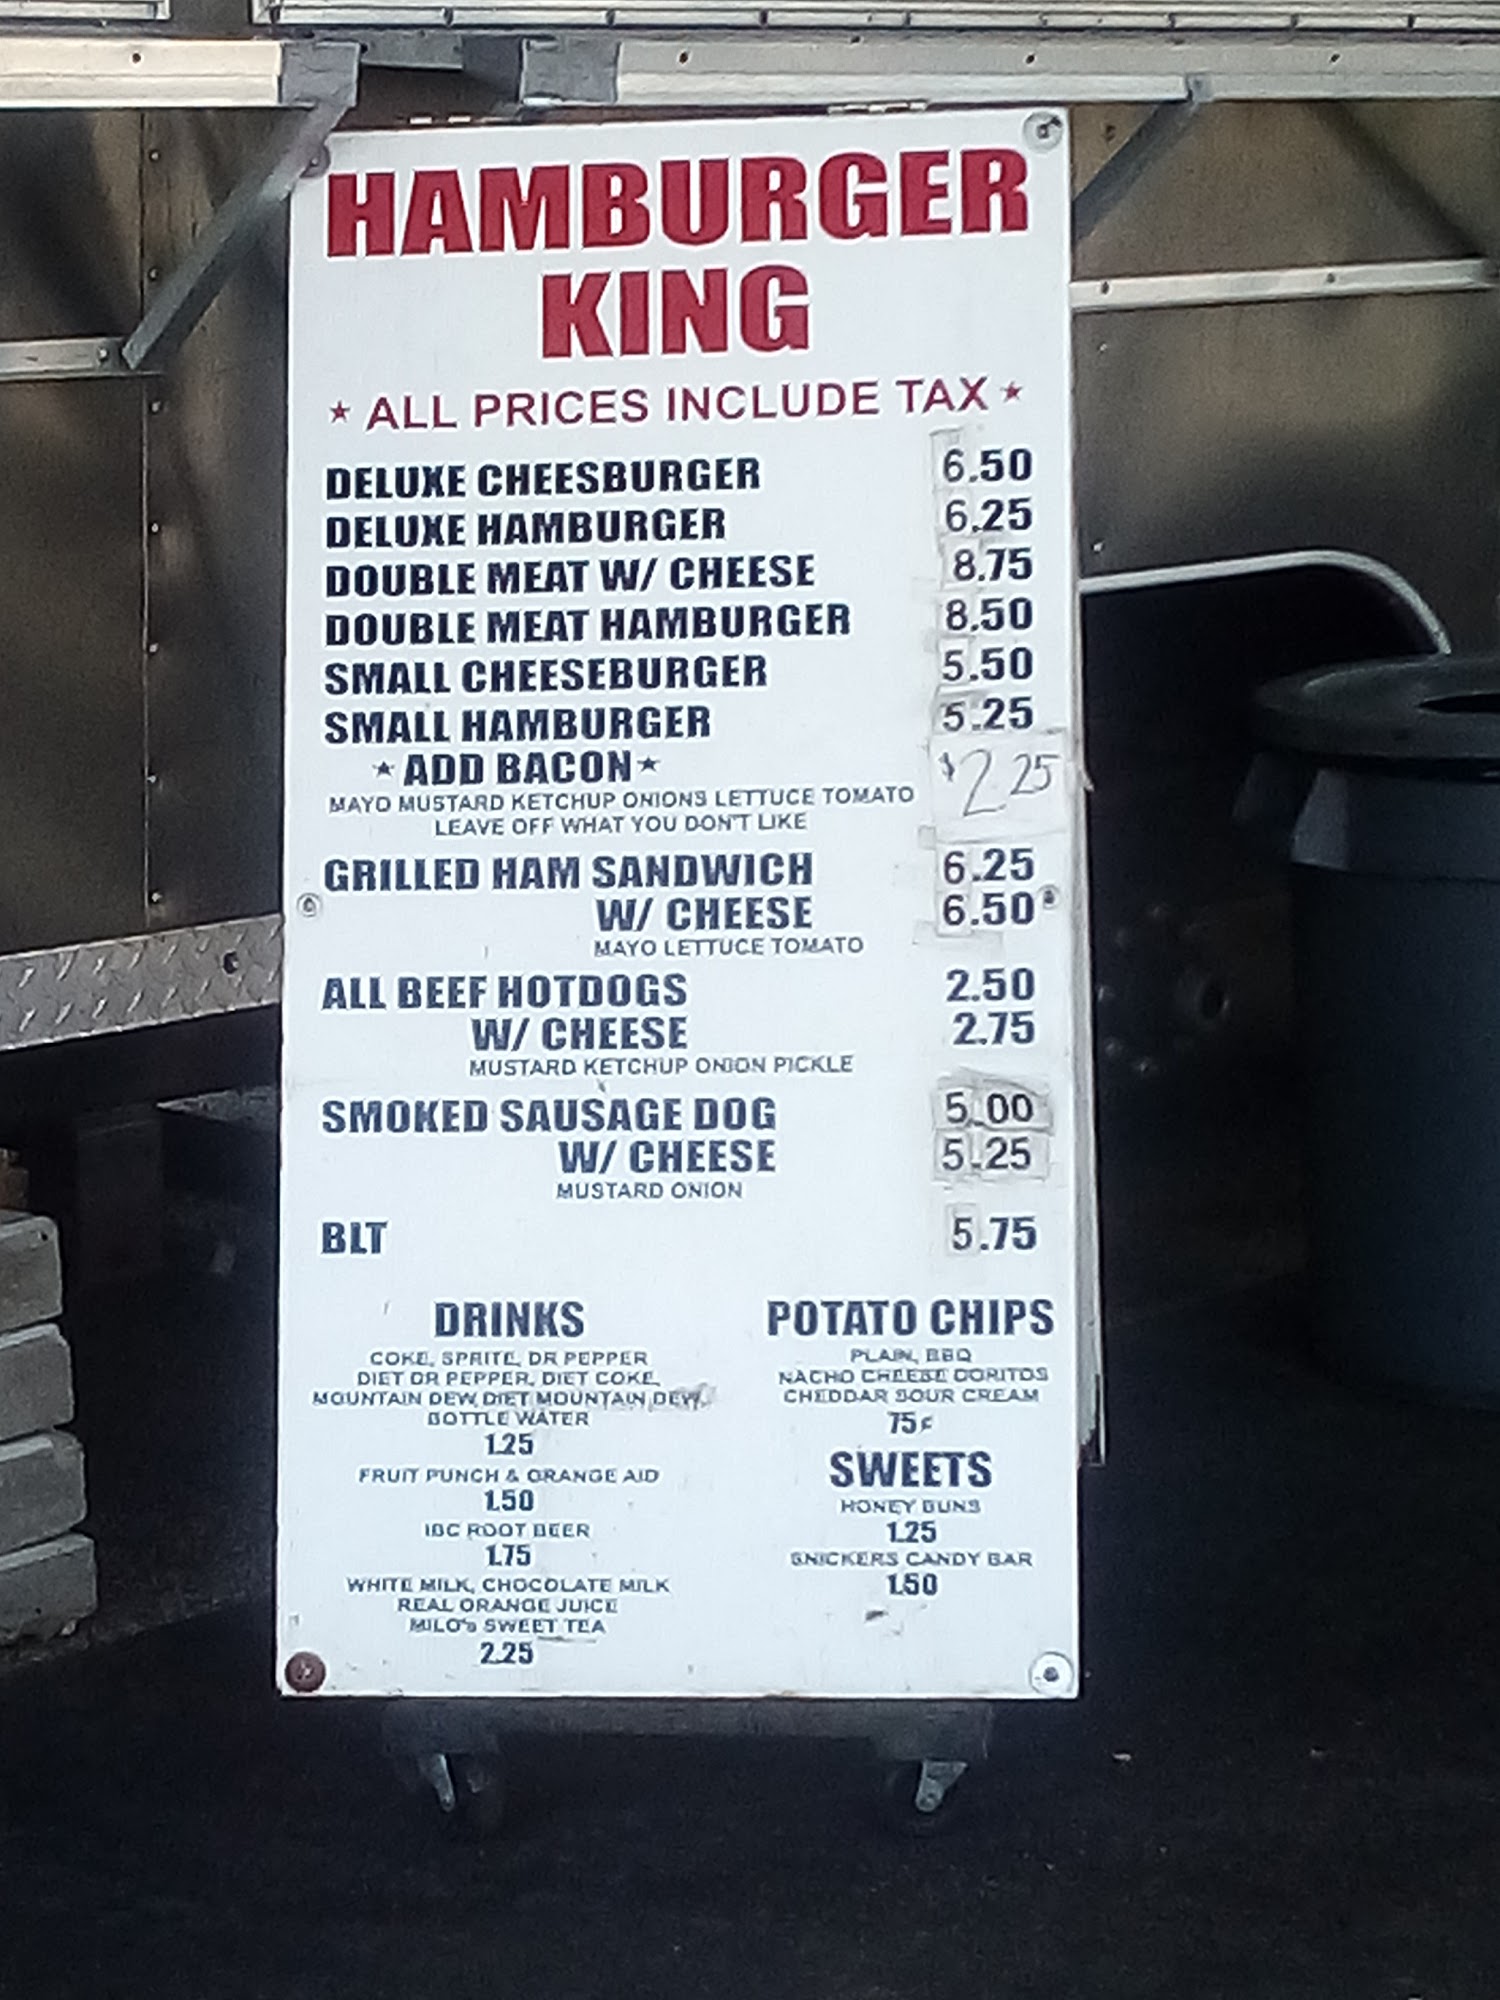 HAMBURGER
KING
★ ALL PRICES INCLUDE TAX ★
DELUXE CHEESBURGER 6.50
DELUXE HAMBURGER 6.25
DOUBLE MEAT W/ CHEESE 8.75
DOUBLE MEAT HAMBURGER 8.50
SMALL CHEESEBURGER 5.50
SMALL HAMBURGER 5.25
★ ADD BACON ★ $2.25
MAYO MUSTARD KETCHUP ONIONS LETTUCE TOMATO
LEAVE OFF WHAT YOU DON'T LIKE
GRILLED HAM SANDWICH 6.25
W/ CHEESE 6.50
MAYO LETTUCE TOMATO
ALL BEEF HOTDOGS 2.50
W/ CHEESE 2.75
MUSTARD KETCHUP ONION PICKLE
SMOKED SAUSAGE DOG 5.00
W/ CHEESE 5.25
MUSTARD ONION
BLT 5.75
DRINKS
COKE, SPRITE, DR PEPPER
DIET DR PEPPER, DIET COKE,
MOUNTAIN DEW, DIET MOUNTAIN DEW,
BOTTLE WATER
1.25
FRUIT PUNCH & ORANGE AID
1.50
IBC ROOT BEER
1.75
WHITE MILK, CHOCOLATE MILK
REAL ORANGE JUICE
MILO's SWEET TEA
2.25
POTATO CHIPS
PLAIN, BBQ
NACHO CHEESE DORITOS
CHEDDAR SOUR CREAM
75¢
SWEETS
HONEY BUNS
1.25
SNICKERS CANDY BAR
1.50